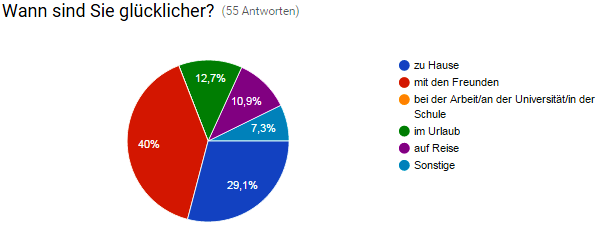 Wann sind Sie glücklicher? (55 Antworten)
12,7%
10,9%
7,3%
40%
29,1%
zu Hause
mit den Freunden
bei der Arbeit/an der Universität/in der
Schule
im Urlaub
auf Reise
Sonstige